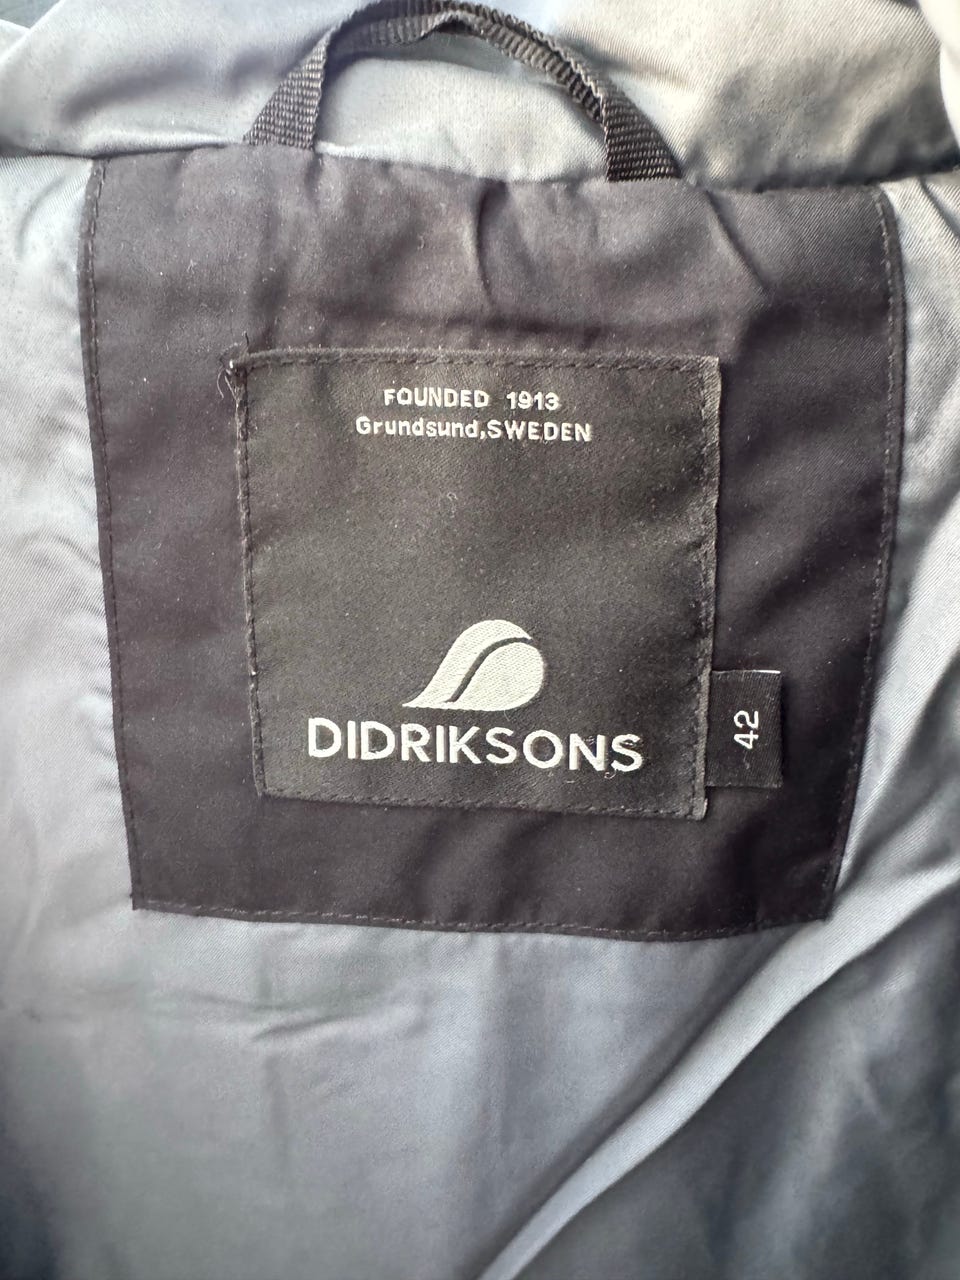 FOUNDED 1913
Grundsund,SWEDEN
DIDRIKSONS
42